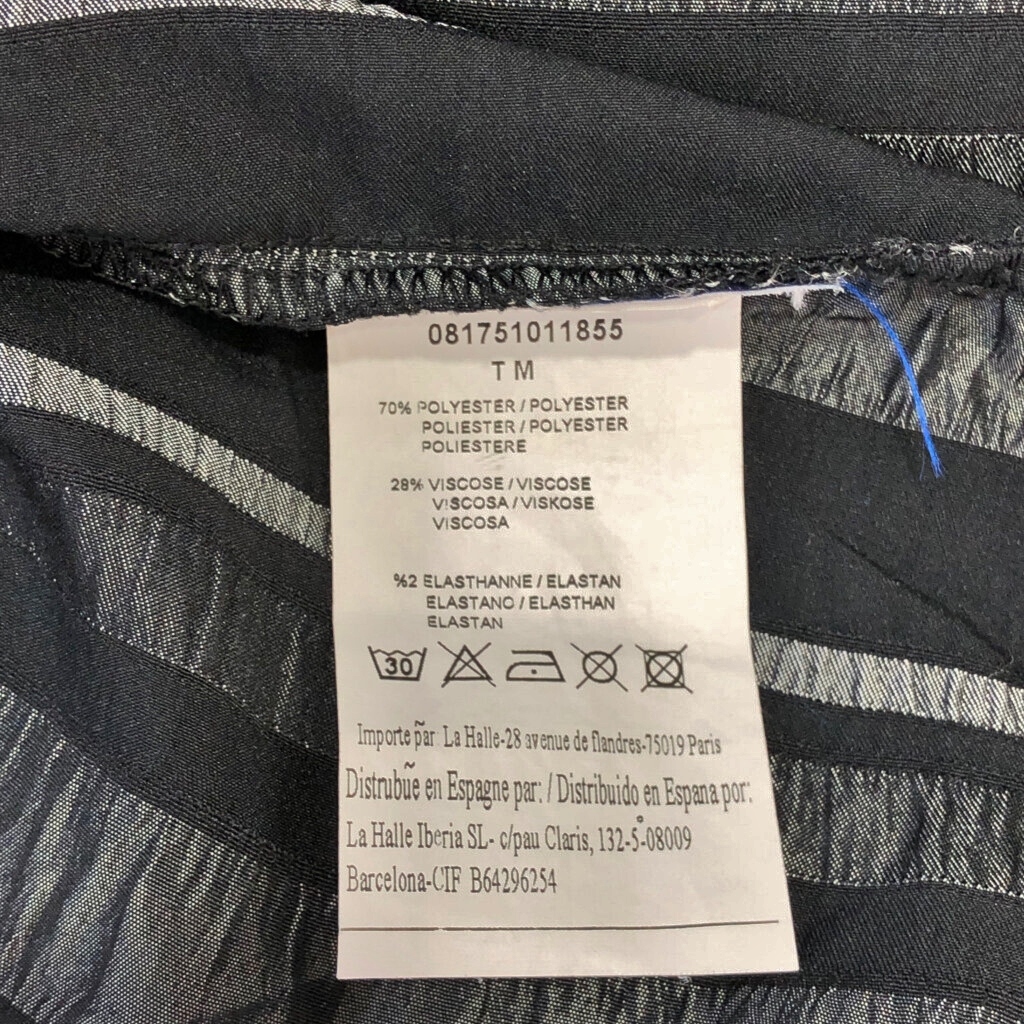 081751011855
T M
70% POLYESTER / POLYESTER
POLIESTER / POLYESTER
POLIESTERE
28% VISCOSE / VISCOSE
VISCOSA / VISKOSE
VISCOSA
%2 ELASTHANNE / ELASTAN
ELASTANO / ELASTHAN
ELASTAN
30
Importe par̃ La Halle-28 avenue de flandres-75019 Paris
Distrubũe en Espagne par: / Distribuido en Espana por:
La Halle Iberia SL- c/pau Claris, 132-5°-08009
Barcelona-CIF B64296254